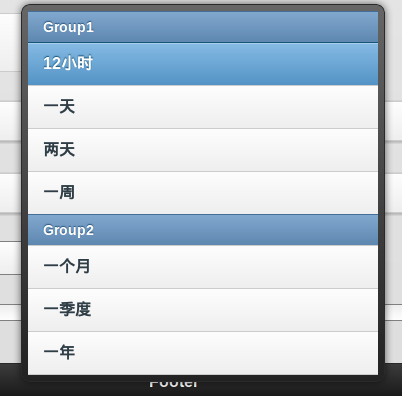 Group1
12小时
一天
两天
一周
Group2
一个月
一季度
一年
Footer